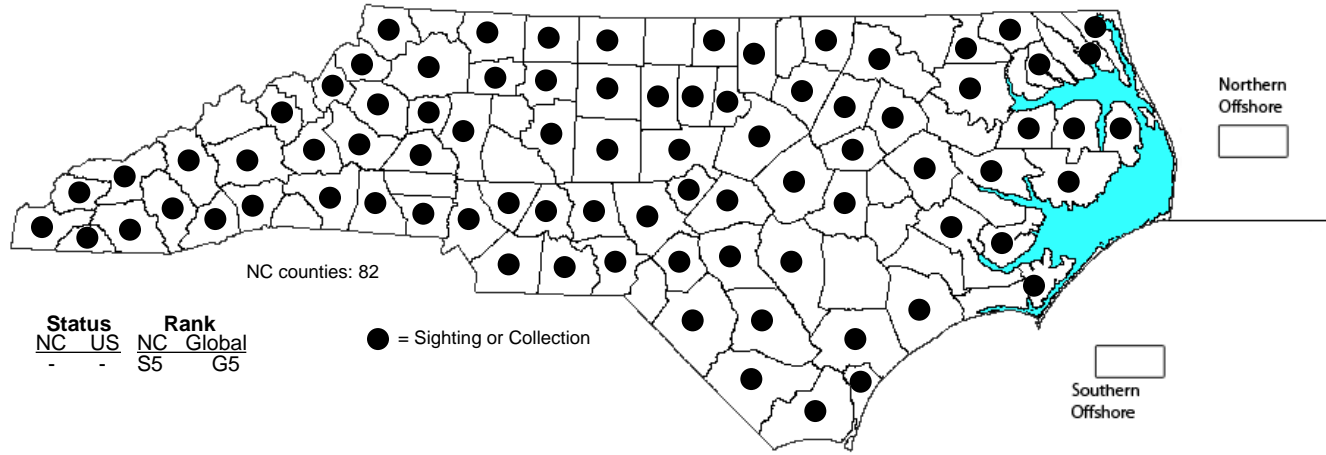 Northern
Offshore
NC counties: 82
Status Rank
NC US NC Global
- - S5 G5
= Sighting or Collection
Southern
Offshore